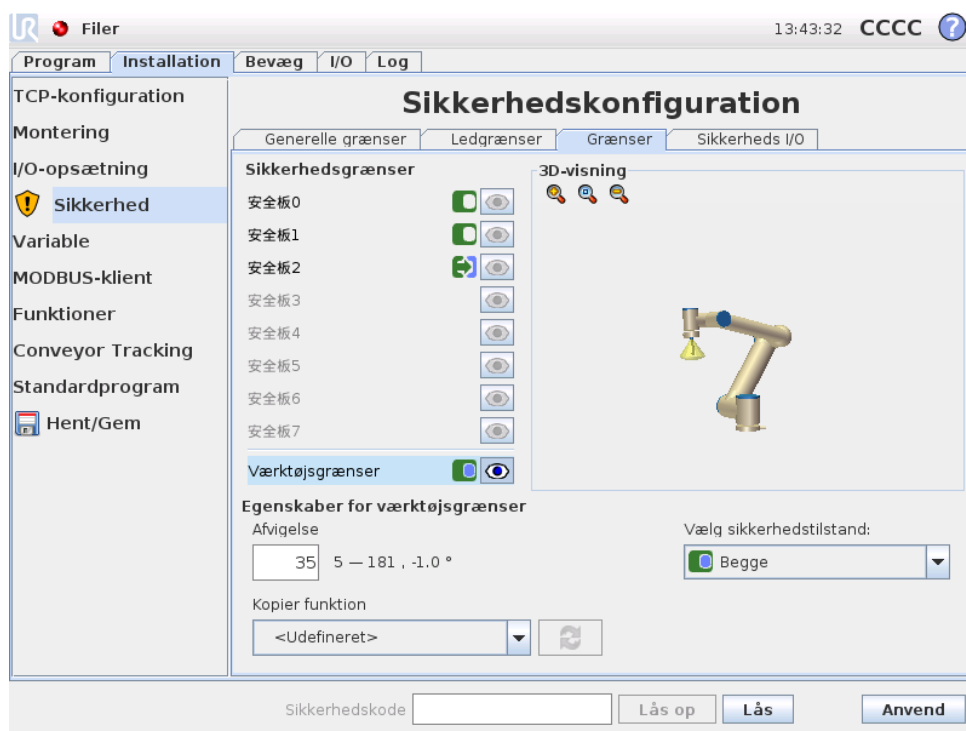 UR Filer 13:43:32 CCCC ?
Program Installation Bevæg I/O Log
TCP-konfiguration
Montering
I/O-opsætning
Sikkerhed
Variable
MODBUS-klient
Funktioner
Conveyor Tracking
Standardprogram
Hent/Gem
Sikkerhedskonfiguration
Generelle grænser Ledgrænser Grænser Sikkerheds I/O
Sikkerhedsgrænser
安全板0
安全板1
安全板2
安全板3
安全板4
安全板5
安全板6
安全板7
Værktøjsgrænser
3D-visning
Egenskaber for værktøjsgrænser
Afvigelse
35 5 — 181 , -1.0 °
Vælg sikkerhedstilstand:
Begge
Kopier funktion
<Udefineret>
Sikkerhedskode Lås op Lås Anvend